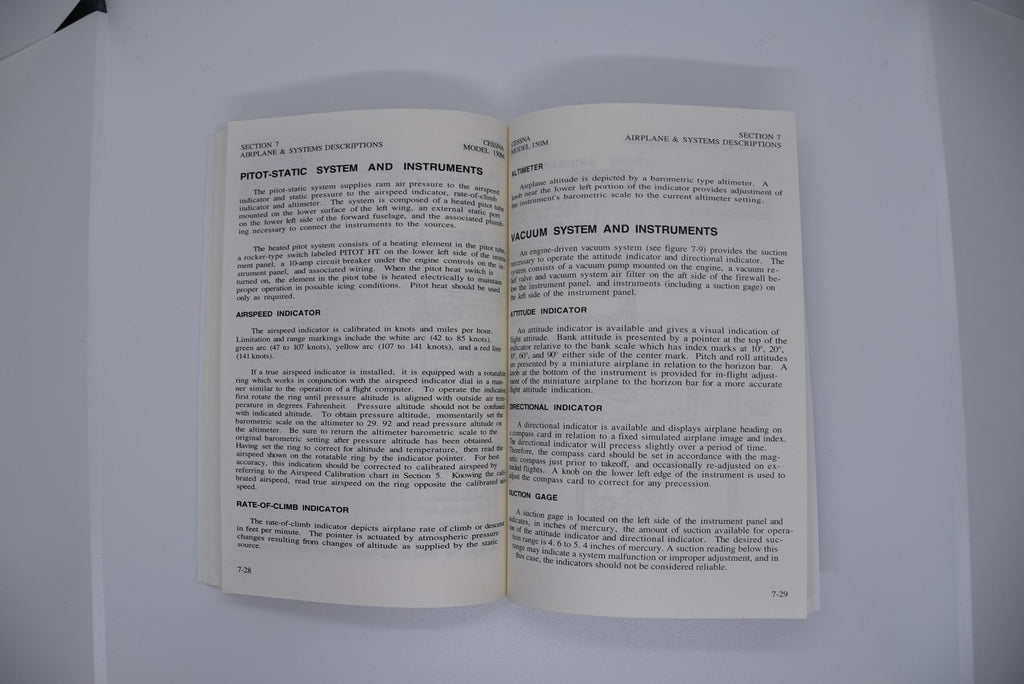 SECTION 7
AIRPLANE & SYSTEMS DESCRIPTIONS
CESSNA
MODEL 150M
PITOT-STATIC SYSTEM AND INSTRUMENTS
The pitot-static system supplies ram air pressure to the airspeed
indicator and static pressure to the airspeed indicator, rate-of-climb
indicator and altimeter. The system is composed of a heated pitot tube
mounted on the lower surface of the left wing, an external static port
on the lower left side of the forward fuselage, and the associated plumb-
ing necessary to connect the instruments to the sources.
The heated pitot system consists of a heating element in the pitot tube,
a rocker-type switch labeled PITOT HT on the lower left side of the instru-
ment panel, a 10-amp circuit breaker under the engine controls on the in-
strument panel, and associated wiring. When the pitot heat switch is
turned on, the element in the pitot tube is heated electrically to maintain
proper operation in possible icing conditions. Pitot heat should be used
only as required.
AIRSPEED INDICATOR
The airspeed indicator is calibrated in knots and miles per hour.
Limitation and range markings include the white arc (42 to 85 knots),
green arc (47 to 107 knots), yellow arc (107 to 141 knots), and a red line
(141 knots).
If a true airspeed indicator is installed, it is equipped with a rotatable
ring which works in conjunction with the airspeed indicator dial in a man-
ner similar to the operation of a flight computer. To operate the indicator,
first rotate the ring until pressure altitude is aligned with outside air tem-
perature in degrees Fahrenheit. Pressure altitude should not be confused
with indicated altitude. To obtain pressure altitude, momentarily set the
barometric scale on the altimeter to 29. 92 and read pressure altitude on
the altimeter. Be sure to return the altimeter barometric scale to the
original barometric setting after pressure altitude has been obtained.
Having set the ring to correct for altitude and temperature, then read the
airspeed shown on the rotatable ring by the indicator pointer. For best
accuracy, this indication should be corrected to calibrated airspeed by
referring to the Airspeed Calibration chart in Section 5. Knowing the cali-
brated airspeed, read true airspeed on the ring opposite the calibrated air-
speed.
RATE-OF-CLIMB INDICATOR
The rate-of-climb indicator depicts airplane rate of climb or descent
in feet per minute. The pointer is actuated by atmospheric pressure
changes resulting from changes of altitude as supplied by the static
source.
7-28
CESSNA
MODEL 150M
SECTION 7
AIRPLANE & SYSTEMS DESCRIPTIONS
ALTIMETER
Airplane altitude is depicted by a barometric type altimeter. A
knob near the lower left portion of the indicator provides adjustment of
the instrument's barometric scale to the current altimeter setting.
VACUUM SYSTEM AND INSTRUMENTS
An engine-driven vacuum system (see figure 7-9) provides the suction
necessary to operate the attitude indicator and directional indicator. The
system consists of a vacuum pump mounted on the engine, a vacuum re-
lief valve and vacuum system air filter on the aft side of the firewall be-
low the instrument panel, and instruments (including a suction gage) on
the left side of the instrument panel.
ATTITUDE INDICATOR
An attitude indicator is available and gives a visual indication of
flight attitude. Bank attitude is presented by a pointer at the top of the
indicator relative to the bank scale which has index marks at 10°, 20°,
30°, 60°, and 90° either side of the center mark. Pitch and roll attitudes
are presented by a miniature airplane in relation to the horizon bar. A
knob at the bottom of the instrument is provided for in-flight adjust-
ment of the miniature airplane to the horizon bar for a more accurate
flight attitude indication.
DIRECTIONAL INDICATOR
A directional indicator is available and displays airplane heading on
a compass card in relation to a fixed simulated airplane image and index.
The directional indicator will precess slightly over a period of time.
Therefore, the compass card should be set in accordance with the mag-
netic compass just prior to takeoff, and occasionally re-adjusted on ex-
tended flights. A knob on the lower left edge of the instrument is used to
adjust the compass card to correct for any precession.
SUCTION GAGE
A suction gage is located on the left side of the instrument panel and
indicates, in inches of mercury, the amount of suction available for opera-
tion of the attitude indicator and directional indicator. The desired suc-
tion range is 4. 6 to 5. 4 inches of mercury. A suction reading below this
range may indicate a system malfunction or improper adjustment, and in
this case, the indicators should not be considered reliable.
7-29